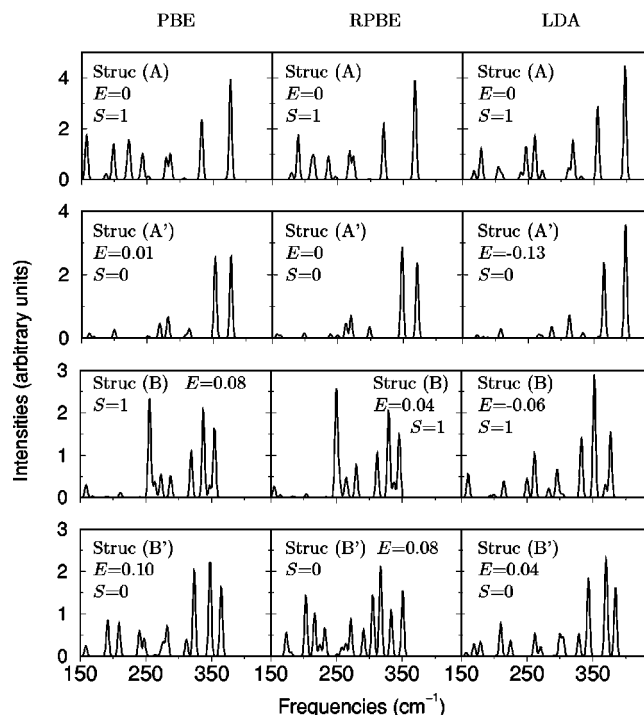 PBE RPBE LDA
Struc (A)
E=0
S=1
Struc (A)
E=0
S=1
Struc (A)
E=0
S=1
4
2
0
Struc (A')
E=0.01
S=0
Struc (A')
E=0
S=0
Struc (A')
E=-0.13
S=0
4
2
0
Struc (B) E=0.08
S=1
Struc (B)
E=0.04
S=1
Struc (B)
E=-0.06
S=1
3
2
1
0
Struc (B')
E=0.10
S=0
Struc (B') E=0.08
S=0
Struc (B')
E=0.04
S=0
3
2
1
0
150 250 350 150 250 350 150 250 350
Intensities (arbitrary units)
Frequencies (cm⁻¹)